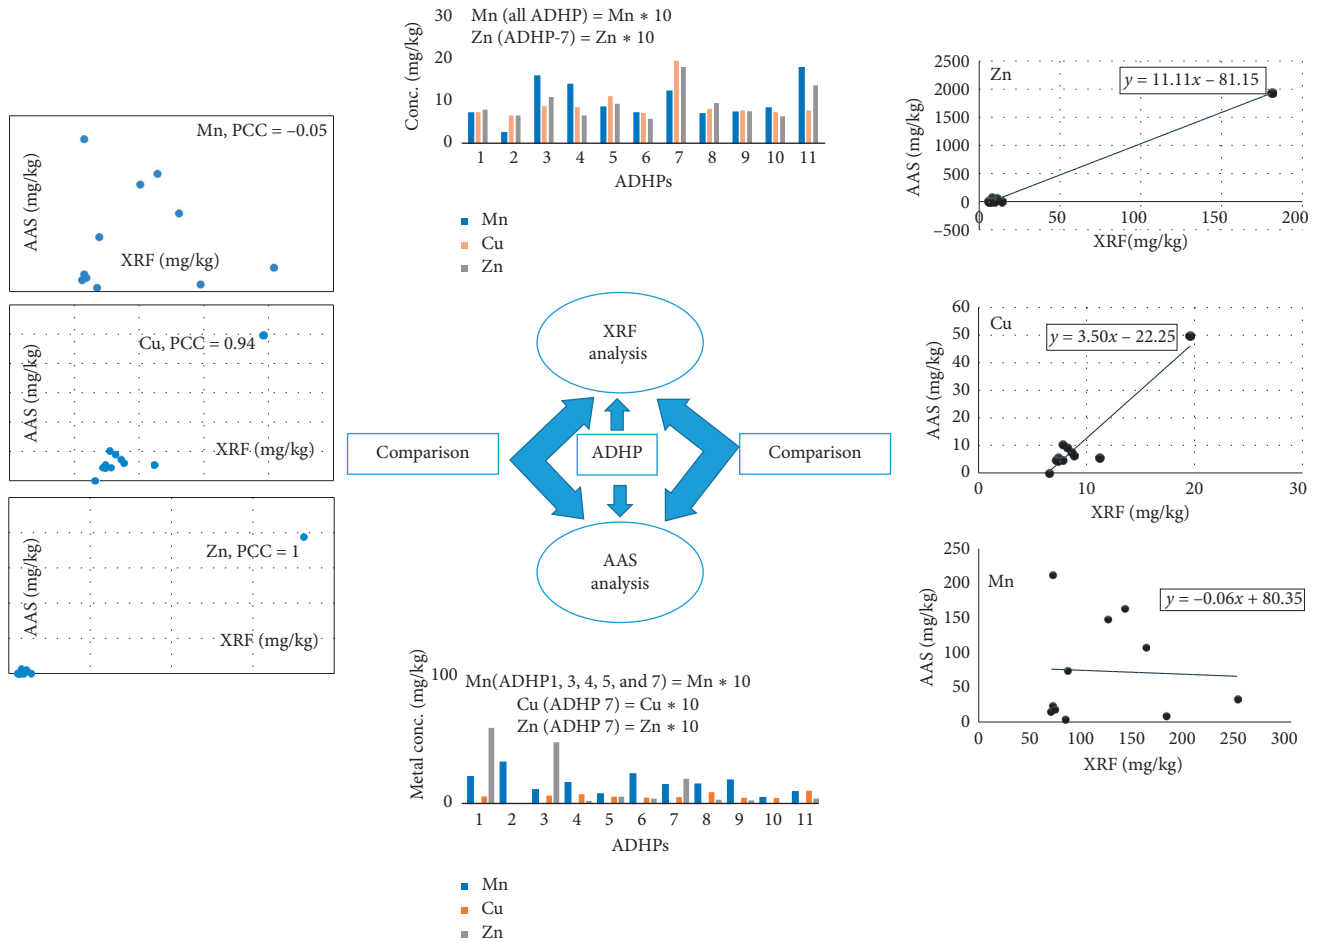 Mn, PCC = –0.05
AAS (mg/kg)
XRF (mg/kg)
Cu, PCC = 0.94
AAS (mg/kg)
XRF (mg/kg)
Zn, PCC = 1
AAS (mg/kg)
XRF (mg/kg)
Mn (all ADHP) = Mn * 10
Zn (ADHP-7) = Zn * 10
Conc. (mg/kg)
30
20
10
0
1 2 3 4 5 6 7 8 9 10 11
ADHPs
Mn
Cu
Zn
XRF
analysis
Comparison
ADHP
Comparison
AAS
analysis
Mn(ADHP1, 3, 4, 5, and 7) = Mn * 10
Cu (ADHP 7) = Cu * 10
Zn (ADHP 7) = Zn * 10
Metal conc. (mg/kg)
100
0
1 2 3 4 5 6 7 8 9 10 11
ADHPs
Mn
Cu
Zn
Zn
y = 11.11x – 81.15
AAS (mg/kg)
2500
2000
1500
1000
500
0
–500
0 50 100 150 200
XRF(mg/kg)
Cu
y = 3.50x – 22.25
AAS (mg/kg)
60
50
40
30
20
10
0
0 10 20 30
XRF (mg/kg)
Mn
y = –0.06x + 80.35
AAS (mg/kg)
250
200
150
100
50
0
0 50 100 150 200 250 300
XRF (mg/kg)